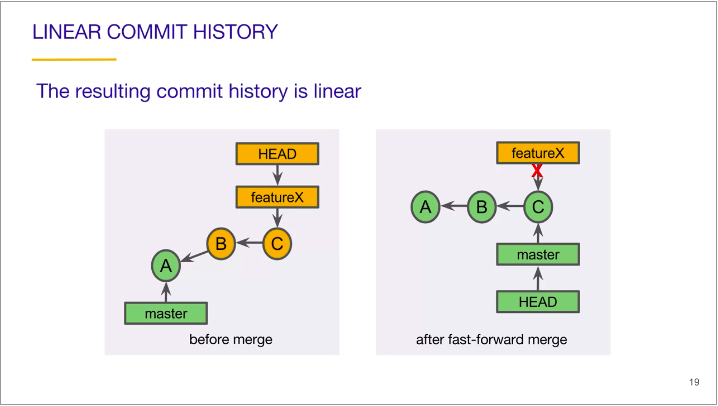 LINEAR COMMIT HISTORY
The resulting commit history is linear
HEAD
featureX
B
C
A
master
before merge
featureX
X
A
B
C
master
HEAD
after fast-forward merge
19